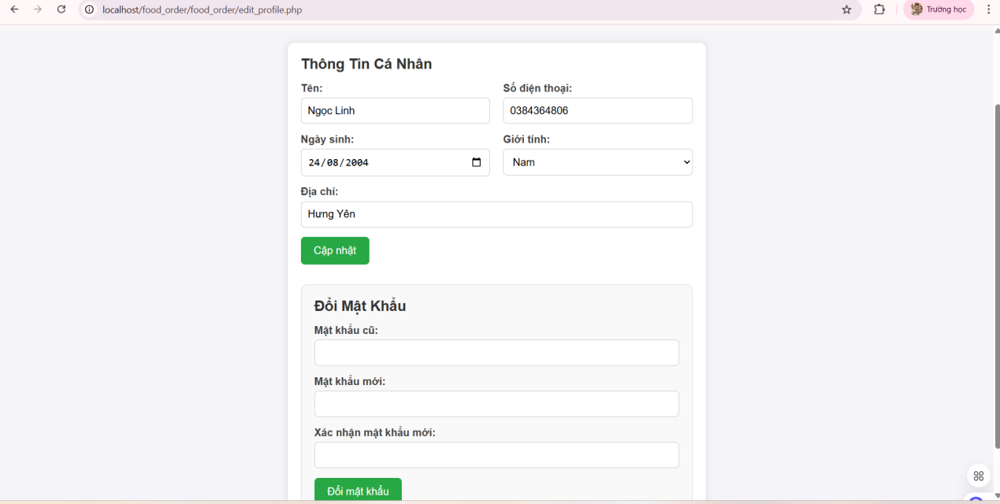 localhost/food_order/food_order/edit_profile.php
Trường học
Thông Tin Cá Nhân
Tên:
Số điện thoại:
Ngọc Linh
0384364806
Ngày sinh:
Giới tính:
24/08/2004
Nam
Địa chỉ:
Hưng Yên
Cập nhật
Đổi Mật Khẩu
Mật khẩu cũ:
Mật khẩu mới:
Xác nhận mật khẩu mới:
Đổi mật khẩu